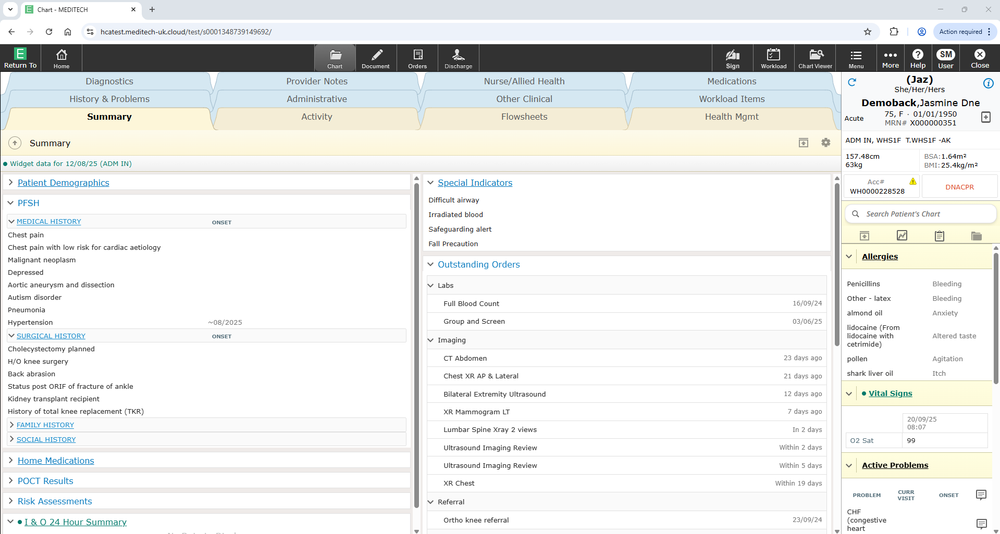 Chart - MEDITECH
hcatest.meditech-uk.cloud/test/s0001348739149692/
Action required
Return To
Home
Chart
Document
Orders
Discharge
Sign
Workload
Chart Viewer
Menu
More
Help
SM
User
Close
Diagnostics
Provider Notes
Nurse/Allied Health
Medications
History & Problems
Administrative
Other Clinical
Workload Items
Summary
Activity
Flowsheets
Health Mgmt
Summary
Widget data for 12/08/25 (ADM IN)
Patient Demographics
PFSH
MEDICAL HISTORY ONSET
Chest pain
Chest pain with low risk for cardiac aetiology
Malignant neoplasm
Depressed
Aortic aneurysm and dissection
Autism disorder
Pneumonia
Hypertension ~08/2025
SURGICAL HISTORY ONSET
Cholecystectomy planned
H/O knee surgery
Back abrasion
Status post ORIF of fracture of ankle
Kidney transplant recipient
History of total knee replacement (TKR)
FAMILY HISTORY
SOCIAL HISTORY
Home Medications
POCT Results
Risk Assessments
I & O 24 Hour Summary
Special Indicators
Difficult airway
Irradiated blood
Safeguarding alert
Fall Precaution
Outstanding Orders
Labs
Full Blood Count 16/09/24
Group and Screen 03/06/25
Imaging
CT Abdomen 23 days ago
Chest XR AP & Lateral 21 days ago
Bilateral Extremity Ultrasound 12 days ago
XR Mammogram LT 7 days ago
Lumbar Spine Xray 2 views In 2 days
Ultrasound Imaging Review Within 2 days
Ultrasound Imaging Review Within 5 days
XR Chest Within 19 days
Referral
Ortho knee referral 23/09/24
(Jaz)
She/Her/Hers
Demoback,Jasmine Dne
Acute
75, F · 01/01/1950
MRN# X000000351
ADM IN, WHS1F T.WHS1F -AK
157.48cm
63kg
BSA: 1.64m²
BMI: 25.4kg/m²
Acc#
WH0000228528
DNACPR
Search Patient's Chart
Allergies
Penicillins Bleeding
Other - latex Bleeding
almond oil Anxiety
lidocaine (From
lidocaine with
cetrimide)
Altered taste
pollen Agitation
shark liver oil Itch
Vital Signs
20/09/25
08:07
O2 Sat 99
Active Problems
PROBLEM
CURR
VISIT
ONSET
CHF
(congestive
heart